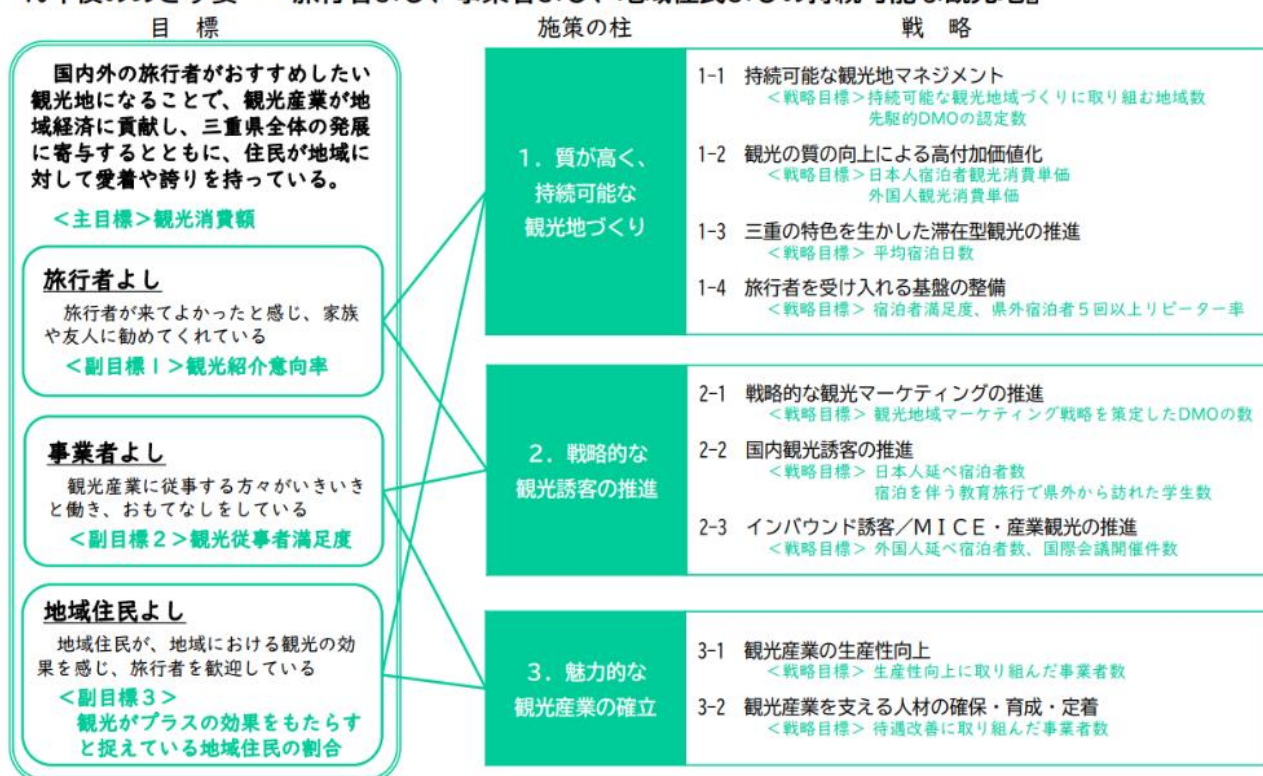 目 標
施策の柱
戦 略
国内外の旅行者がおすすめしたい
観光地になることで、観光産業が地
域経済に貢献し、三重県全体の発展
に寄与するとともに、住民が地域に
対して愛着や誇りを持っている。
<主目標>観光消費額
旅行者よし
旅行者が来てよかったと感じ、家族
や友人に勧めてくれている
<副目標1>観光紹介意向率
事業者よし
観光産業に従事する方々がいきいき
と働き、おもてなしをしている
<副目標2>観光従事者満足度
地域住民よし
地域住民が、地域における観光の効
果を感じ、旅行者を歓迎している
<副目標3>
観光がプラスの効果をもたらす
と捉えている地域住民の割合
1.質が高く、
持続可能な
観光地づくり
1-1 持続可能な観光地マネジメント
<戦略目標>持続可能な観光地域づくりに取り組む地域数
先駆的DMOの認定数
1-2 観光の質の向上による高付加価値化
<戦略目標>日本人宿泊者観光消費単価
外国人観光消費単価
1-3 三重の特色を生かした滞在型観光の推進
<戦略目標> 平均宿泊日数
1-4 旅行者を受け入れる基盤の整備
<戦略目標> 宿泊者満足度、県外宿泊者5回以上リピーター率
2.戦略的な
観光誘客の推進
2-1 戦略的な観光マーケティングの推進
<戦略目標> 観光地域マーケティング戦略を策定したDMOの数
2-2 国内観光誘客の推進
<戦略目標> 日本人延べ宿泊者数
宿泊を伴う教育旅行で県外から訪れた学生数
2-3 インバウンド誘客/MICE・産業観光の推進
<戦略目標> 外国人延べ宿泊者数、国際会議開催件数
3.魅力的な
観光産業の確立
3-1 観光産業の生産性向上
<戦略目標> 生産性向上に取り組んだ事業者数
3-2 観光産業を支える人材の確保・育成・定着
<戦略目標> 待遇改善に取り組んだ事業者数